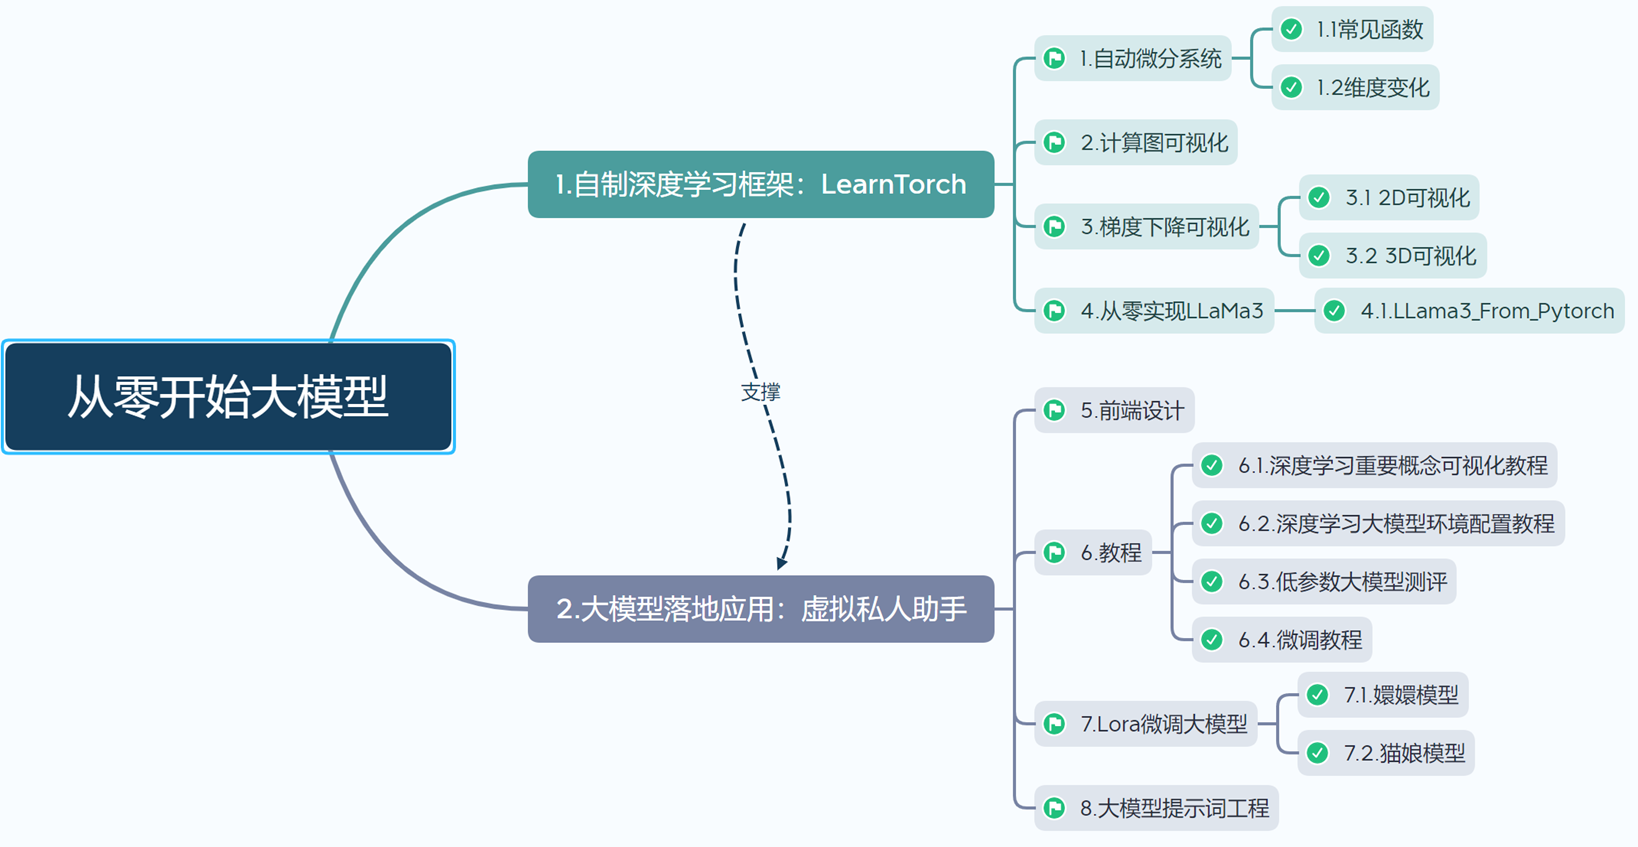 从零开始大模型
1.自制深度学习框架：LearnTorch
1.自动微分系统
1.1常见函数
1.2维度变化
2.计算图可视化
3.梯度下降可视化
3.1 2D可视化
3.2 3D可视化
4.从零实现LLaMa3
4.1.LLama3_From_Pytorch
支撑
2.大模型落地应用：虚拟私人助手
5.前端设计
6.教程
6.1.深度学习重要概念可视化教程
6.2.深度学习大模型环境配置教程
6.3.低参数大模型测评
6.4.微调教程
7.Lora微调大模型
7.1.嬛嬛模型
7.2.猫娘模型
8.大模型提示词工程